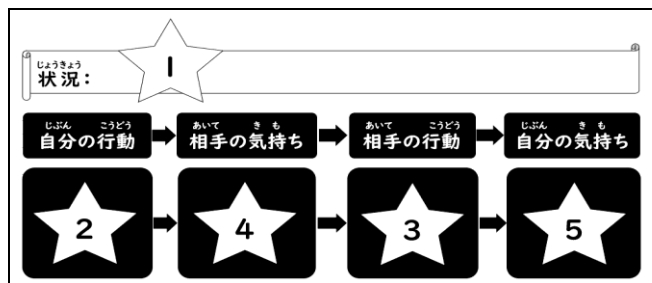 じょうきょう
状況： 1
じぶん こうどう
自分の行動
あいて き も
相手の気持ち
あいて こうどう
相手の行動
じぶん き も
自分の気持ち
2
4
3
5